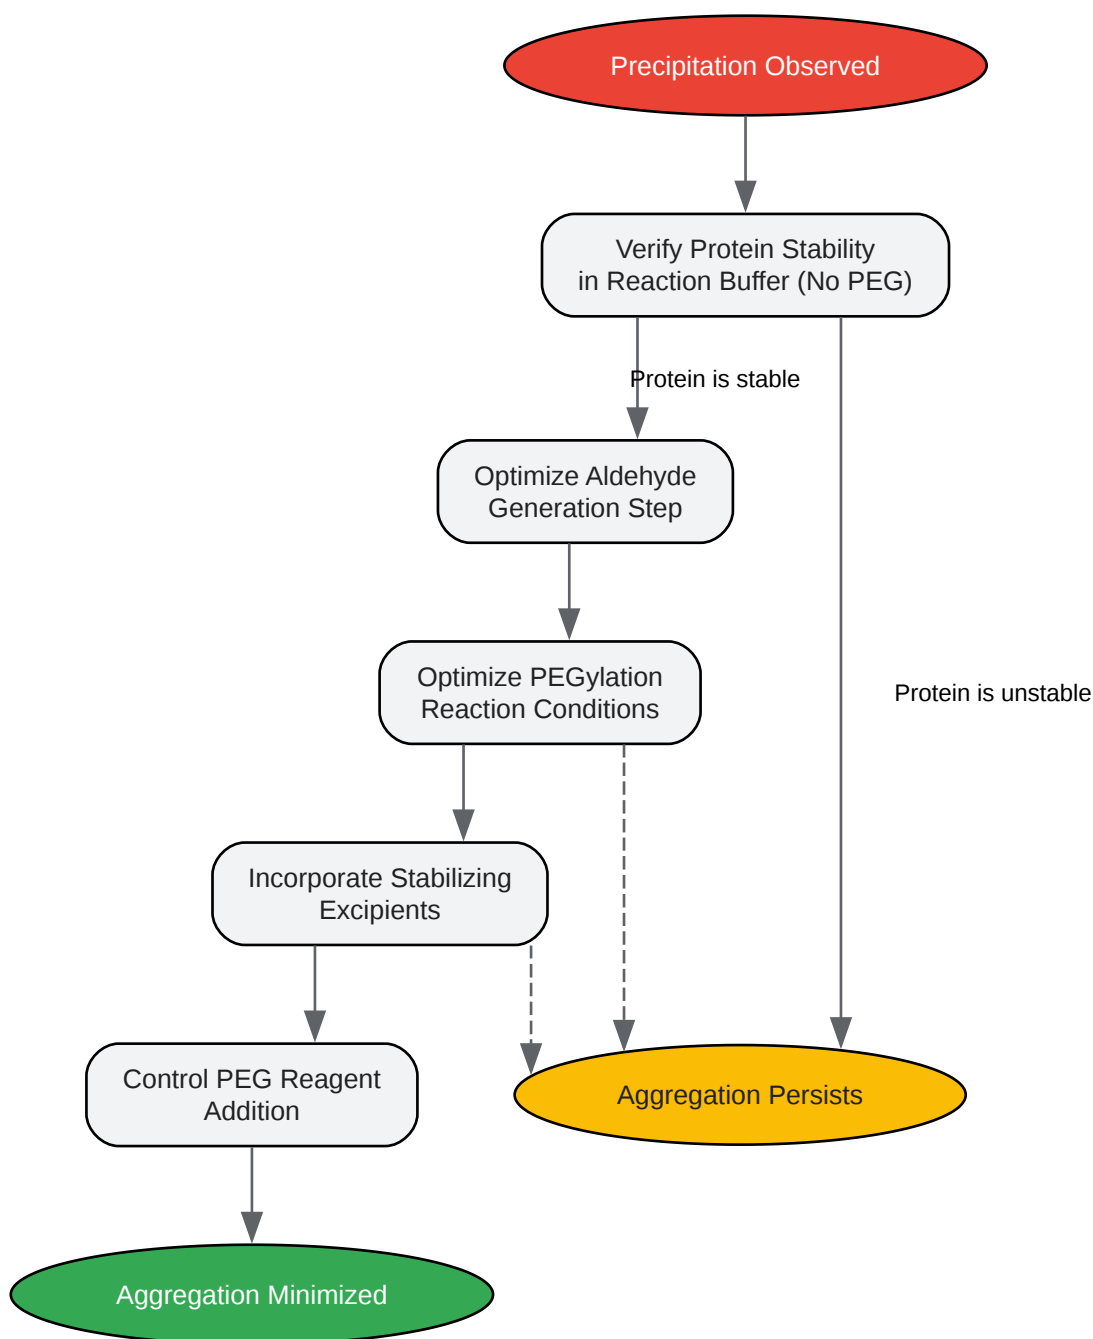 Precipitation Observed
Verify Protein Stability
in Reaction Buffer (No PEG)
Protein is stable
Optimize Aldehyde
Generation Step
Optimize PEGylation
Reaction Conditions
Protein is unstable
Incorporate Stabilizing
Excipients
Control PEG Reagent
Addition
Aggregation Persists
Aggregation Minimized